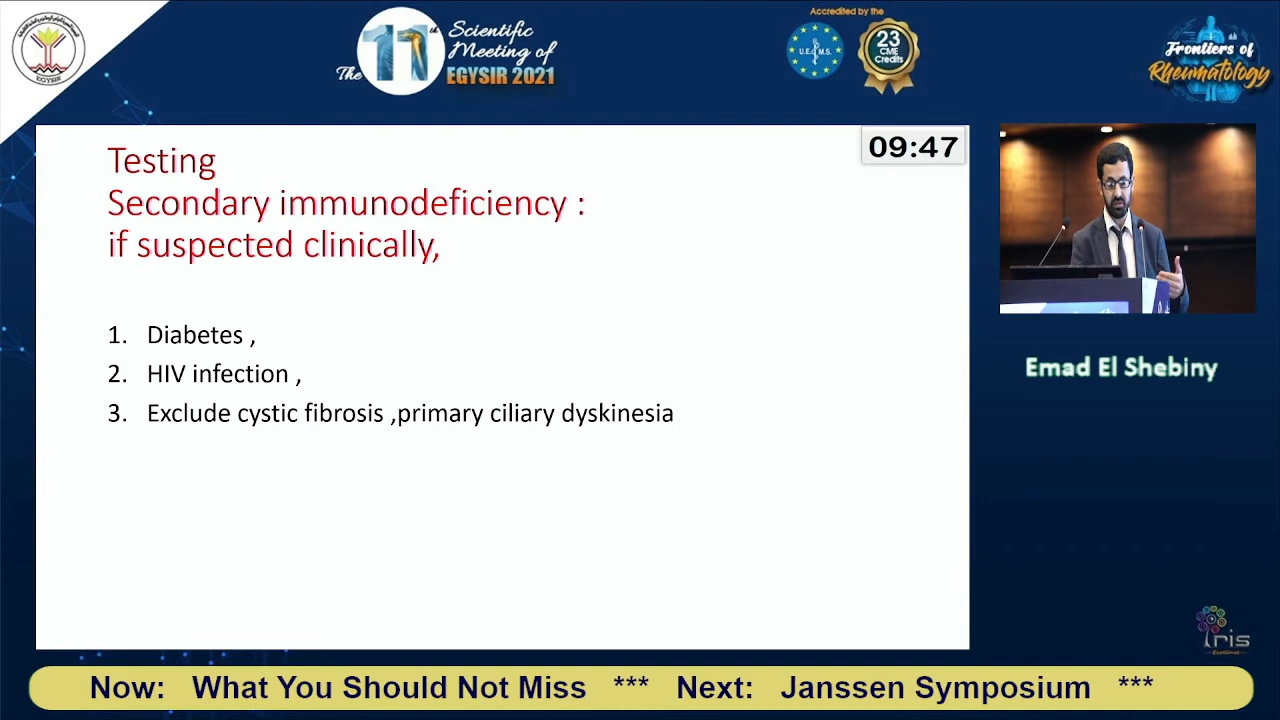 EGYSIR
The 11th
Scientific
Meeting of
EGYSIR 2021
Accredited by the
U.E.M.S.
23
CME
Credits
Frontiers of
Rheumatology
09:47
Testing
Secondary immunodeficiency :
if suspected clinically,
1. Diabetes ,
2. HIV infection ,
3. Exclude cystic fibrosis ,primary ciliary dyskinesia
Emad El Shebiny
Iris
Now: What You Should Not Miss *** Next: Janssen Symposium ***